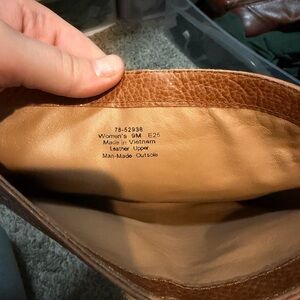 78-52938
Women's 9M E25
Made in Vietnam
Leather Upper
Man-Made Outsole